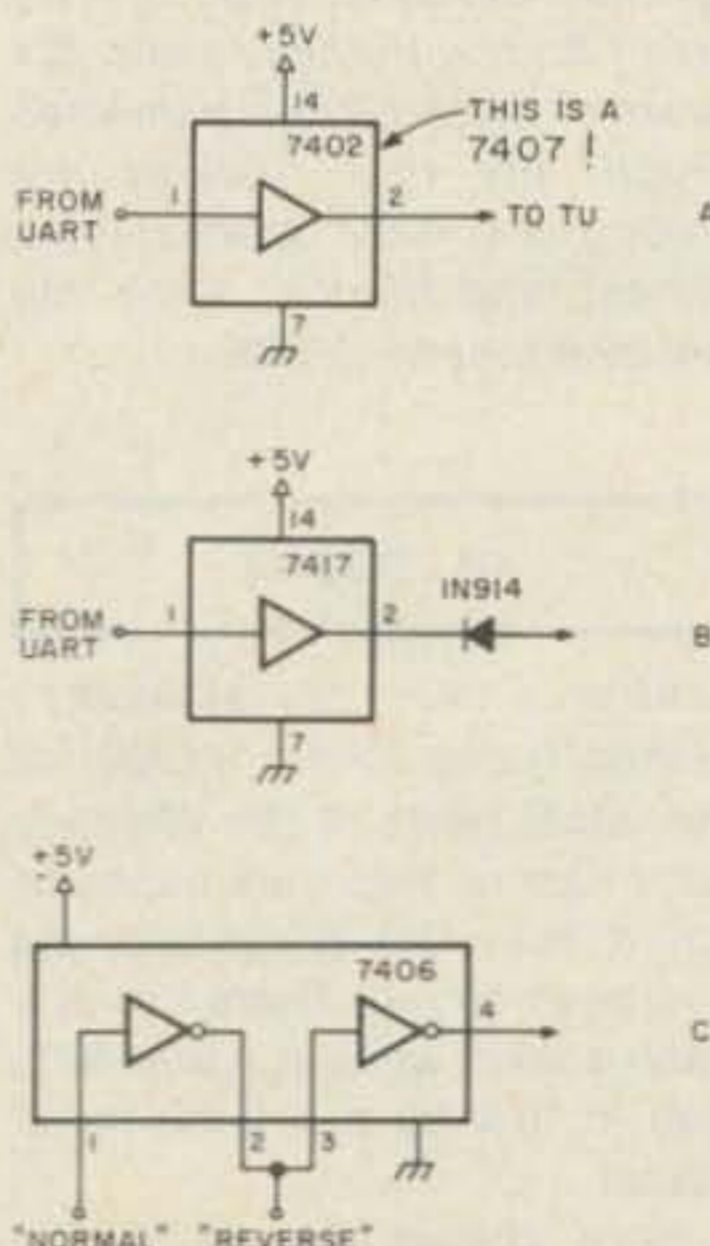 +5V
14
7402
THIS IS A
7407 !
FROM
UART
1
2
TO TU
A
7
+5V
14
7417
IN914
FROM
UART
1
2
B
7
+5V
7406
4
C
1
2
3
"NORMAL" "REVERSE"